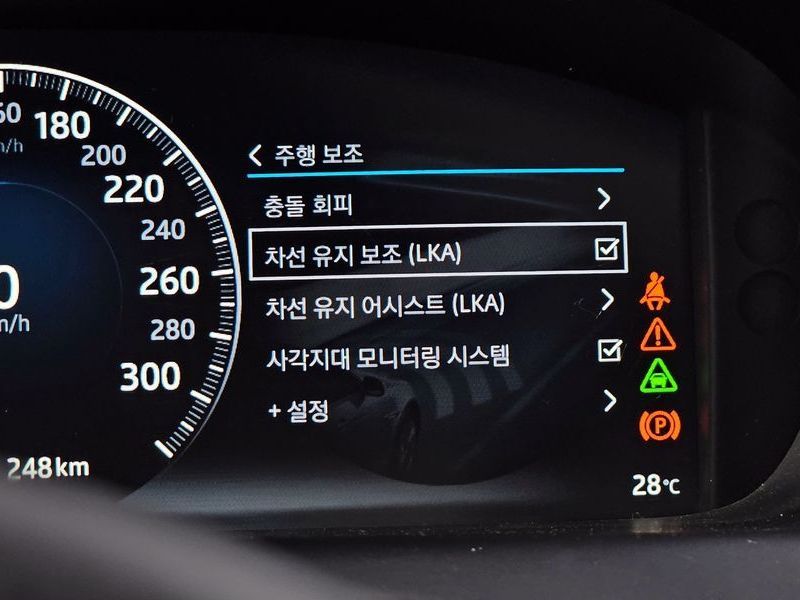 180
200
220
240
260
280
300
248km
주행 보조
충돌 회피
차선 유지 보조 (LKA)
차선 유지 어시스트 (LKA)
사각지대 모니터링 시스템
+ 설정
P
28°C